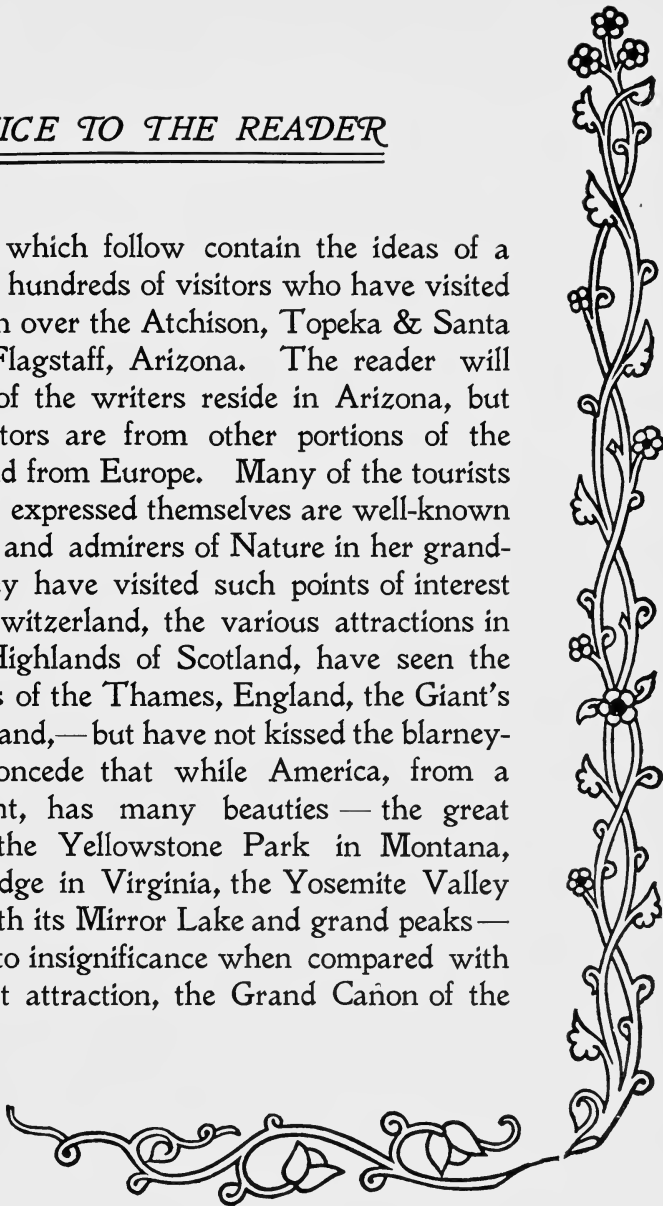 ICE TO THE READER
which follow contain the ideas of a
hundreds of visitors who have visited
n over the Atchison, Topeka & Santa
Flagstaff, Arizona. The reader will
of the writers reside in Arizona, but
tors are from other portions of the
d from Europe. Many of the tourists
expressed themselves are well-known
and admirers of Nature in her grand-
y have visited such points of interest
witzerland, the various attractions in
Highlands of Scotland, have seen the
s of the Thames, England, the Giant's
and,— but have not kissed the blarney-
oncede that while America, from a
nt, has many beauties — the great
the Yellowstone Park in Montana,
dge in Virginia, the Yosemite Valley
th its Mirror Lake and grand peaks —
to insignificance when compared with
t attraction, the Grand Cañon of the